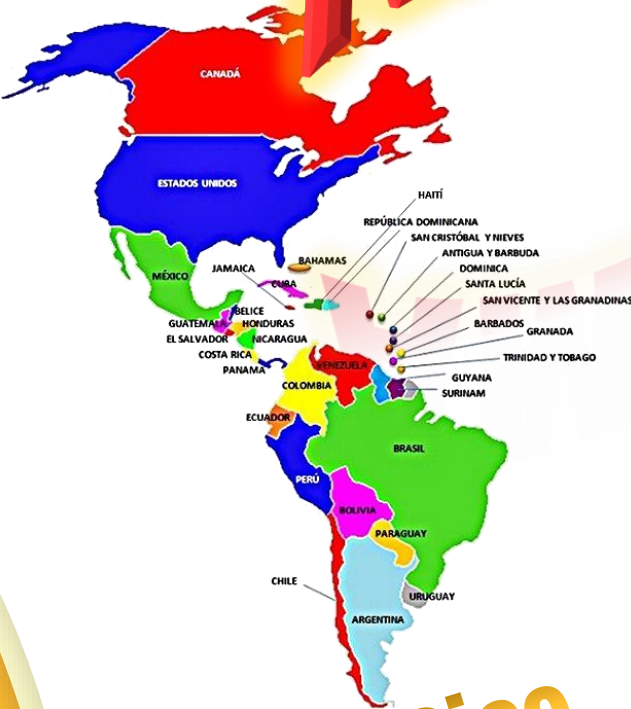 CANADÁ
ESTADOS UNIDOS
HAITÍ
REPÚBLICA DOMINICANA
SAN CRISTÓBAL Y NIEVES
ANTIGUA Y BARBUDA
BAHAMAS
JAMAICA
DOMINICA
MÉXICO
CUBA
SANTA LUCÍA
SAN VICENTE Y LAS GRANADINAS
BELICE
GUATEMALA
HONDURAS
BARBADOS
GRANADA
EL SALVADOR
NICARAGUA
COSTA RICA
TRINIDAD Y TOBAGO
PANAMA
VENEZUELA
GUYANA
COLOMBIA
SURINAM
ECUADOR
BRASIL
PERÚ
BOLIVIA
PARAGUAY
CHILE
URUGUAY
ARGENTINA